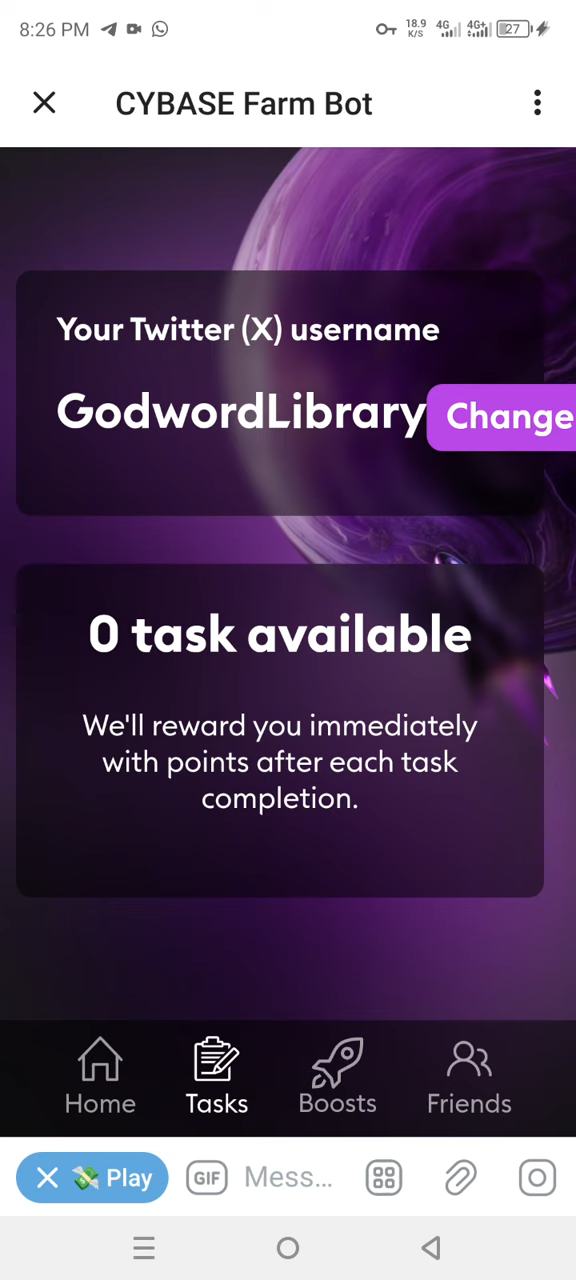 8:26 PM
18.9
K/S
4G
4G+
27
CYBASE Farm Bot
Your Twitter (X) username
GodwordLibrary
Change
0 task available
We'll reward you immediately
with points after each task
completion.
Home
Tasks
Boosts
Friends
💸 Play
GIF
Mess...